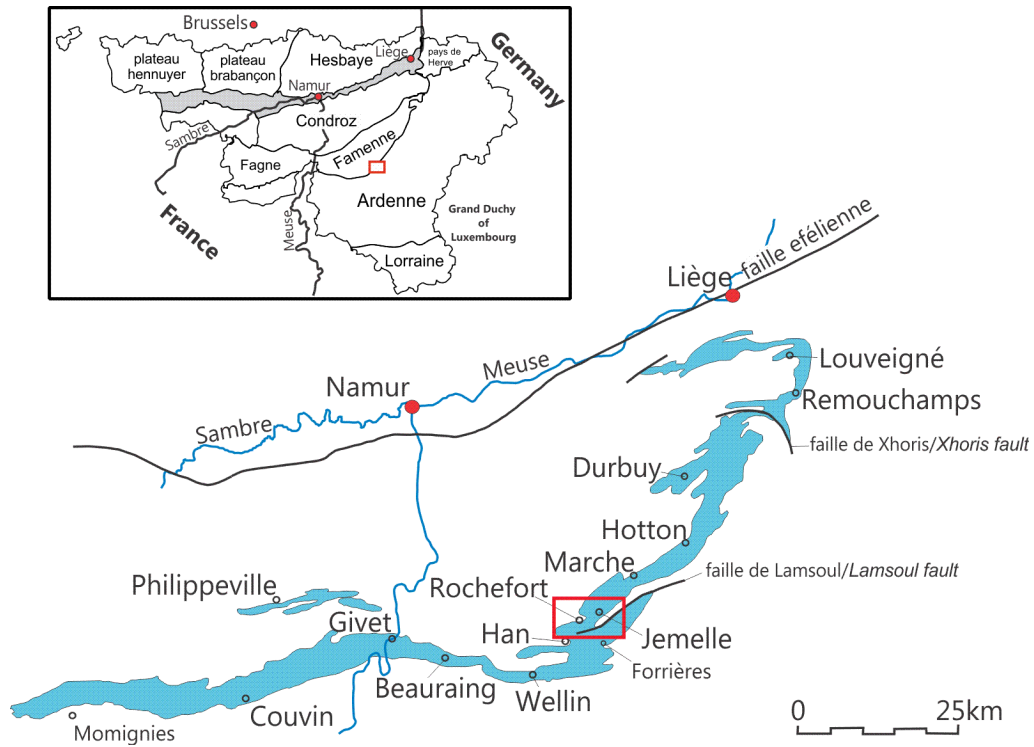 Brussels
Germany
plateau
hennuyer
plateau
brabançon
Hesbaye
Liège
pays de
Herve
Namur
Sambre
Condroz
Famenne
Fagne
Ardenne
France
Meuse
Grand Duchy
of
Luxembourg
Lorraine
Liège
faille eféliénne
Louveigné
Meuse
Namur
Remouchamps
Sambre
faille de Xhoris/Xhoris fault
Durbuy
Hotton
Marche
faille de Lamsoul/Lamsoul fault
Philippeville
Rochefort
Givet
Han
Jemelle
Forrières
Beauraing
Wellin
Couvin
Momignies
0
25km